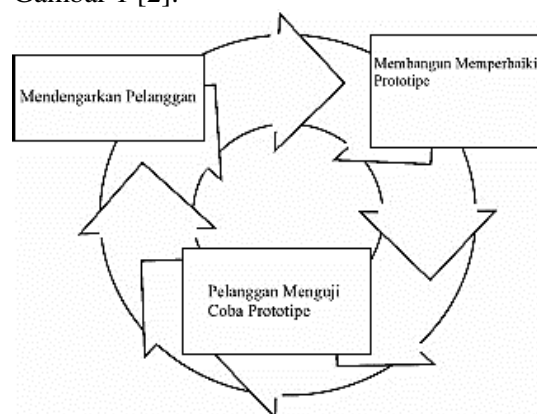 Gambar 1 [2].
Mendengarkan Pelanggan
Membangun Memperbaiki
Prototipe
Pelanggan Menguji
Coba Prototipe